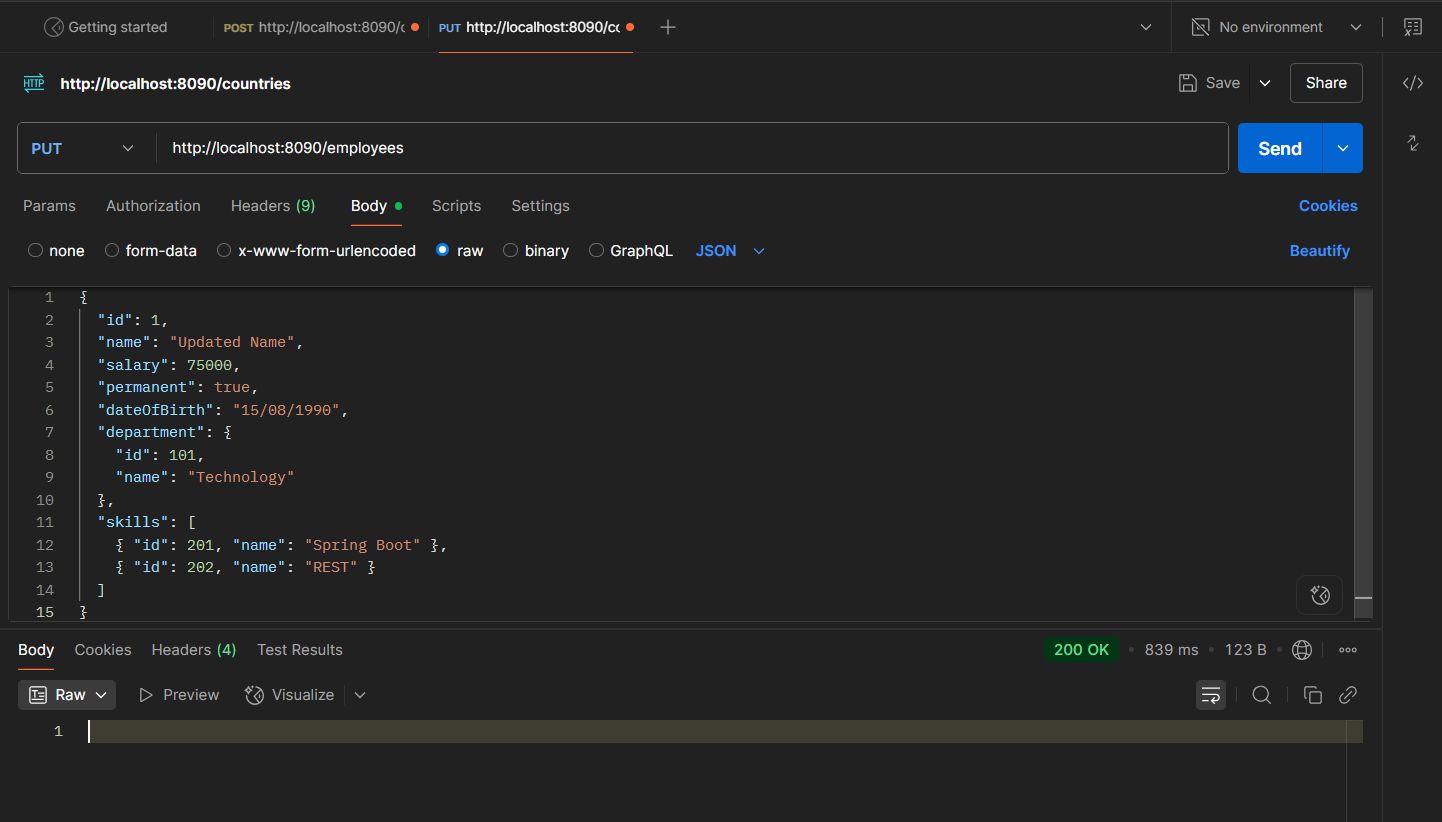 Getting started POST http://localhost:8090/c PUT http://localhost:8090/cc No environment
HTTP http://localhost:8090/countries Save Share
PUT http://localhost:8090/employees Send
Params Authorization Headers (9) Body Scripts Settings Cookies
none form-data x-www-form-urlencoded raw binary GraphQL JSON Beautify
1 {
2 "id": 1,
3 "name": "Updated Name",
4 "salary": 75000,
5 "permanent": true,
6 "dateOfBirth": "15/08/1990",
7 "department": {
8 "id": 101,
9 "name": "Technology"
10 },
11 "skills": [
12 { "id": 201, "name": "Spring Boot" },
13 { "id": 202, "name": "REST" }
14 ]
15 }
Body Cookies Headers (4) Test Results 200 OK • 839 ms • 123 B •
Raw Preview Visualize
1